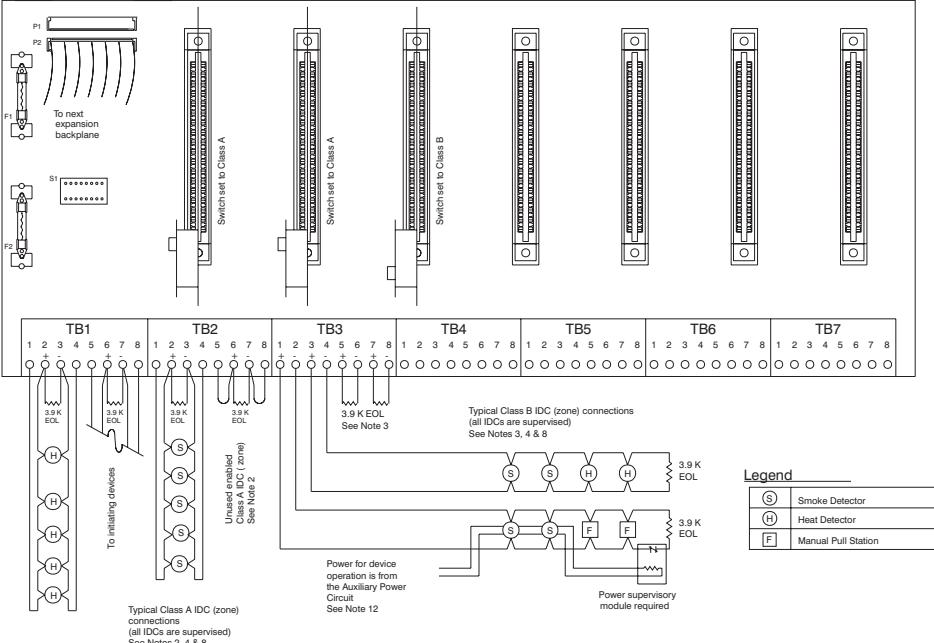 P1
P2
F1
To next
expansion
backplane
S1
F2
Switch set to Class A
Switch set to Class A
Switch set to Class B
TB1 TB2 TB3 TB4 TB5 TB6 TB7
1 2 3 4 5 6 7 8 1 2 3 4 5 6 7 8 1 2 3 4 5 6 7 8 1 2 3 4 5 6 7 8 1 2 3 4 5 6 7 8 1 2 3 4 5 6 7 8 1 2 3 4 5 6 7 8
+ - + - + - + - + - + - + - + -
3.9 K
EOL
3.9 K
EOL
3.9 K
EOL
3.9 K
EOL
3.9 K EOL
See Note 3
Typical Class B IDC (zone) connections
(all IDCs are supervised)
See Notes 3, 4 & 8
To initiating devices
Unused enabled
Class A IDC ( zone)
See Note 2
H
H
H
H
H
S
S
S
S
S
S S H H
3.9 K
EOL
S S F F
3.9 K
EOL
Power for device
operation is from
the Auxiliary Power
Circuit
See Note 12
Power supervisory
module required
Typical Class A IDC (zone)
connections
(all IDCs are supervised)
See Notes 2, 4 & 8
Legend
S Smoke Detector
H Heat Detector
F Manual Pull Station